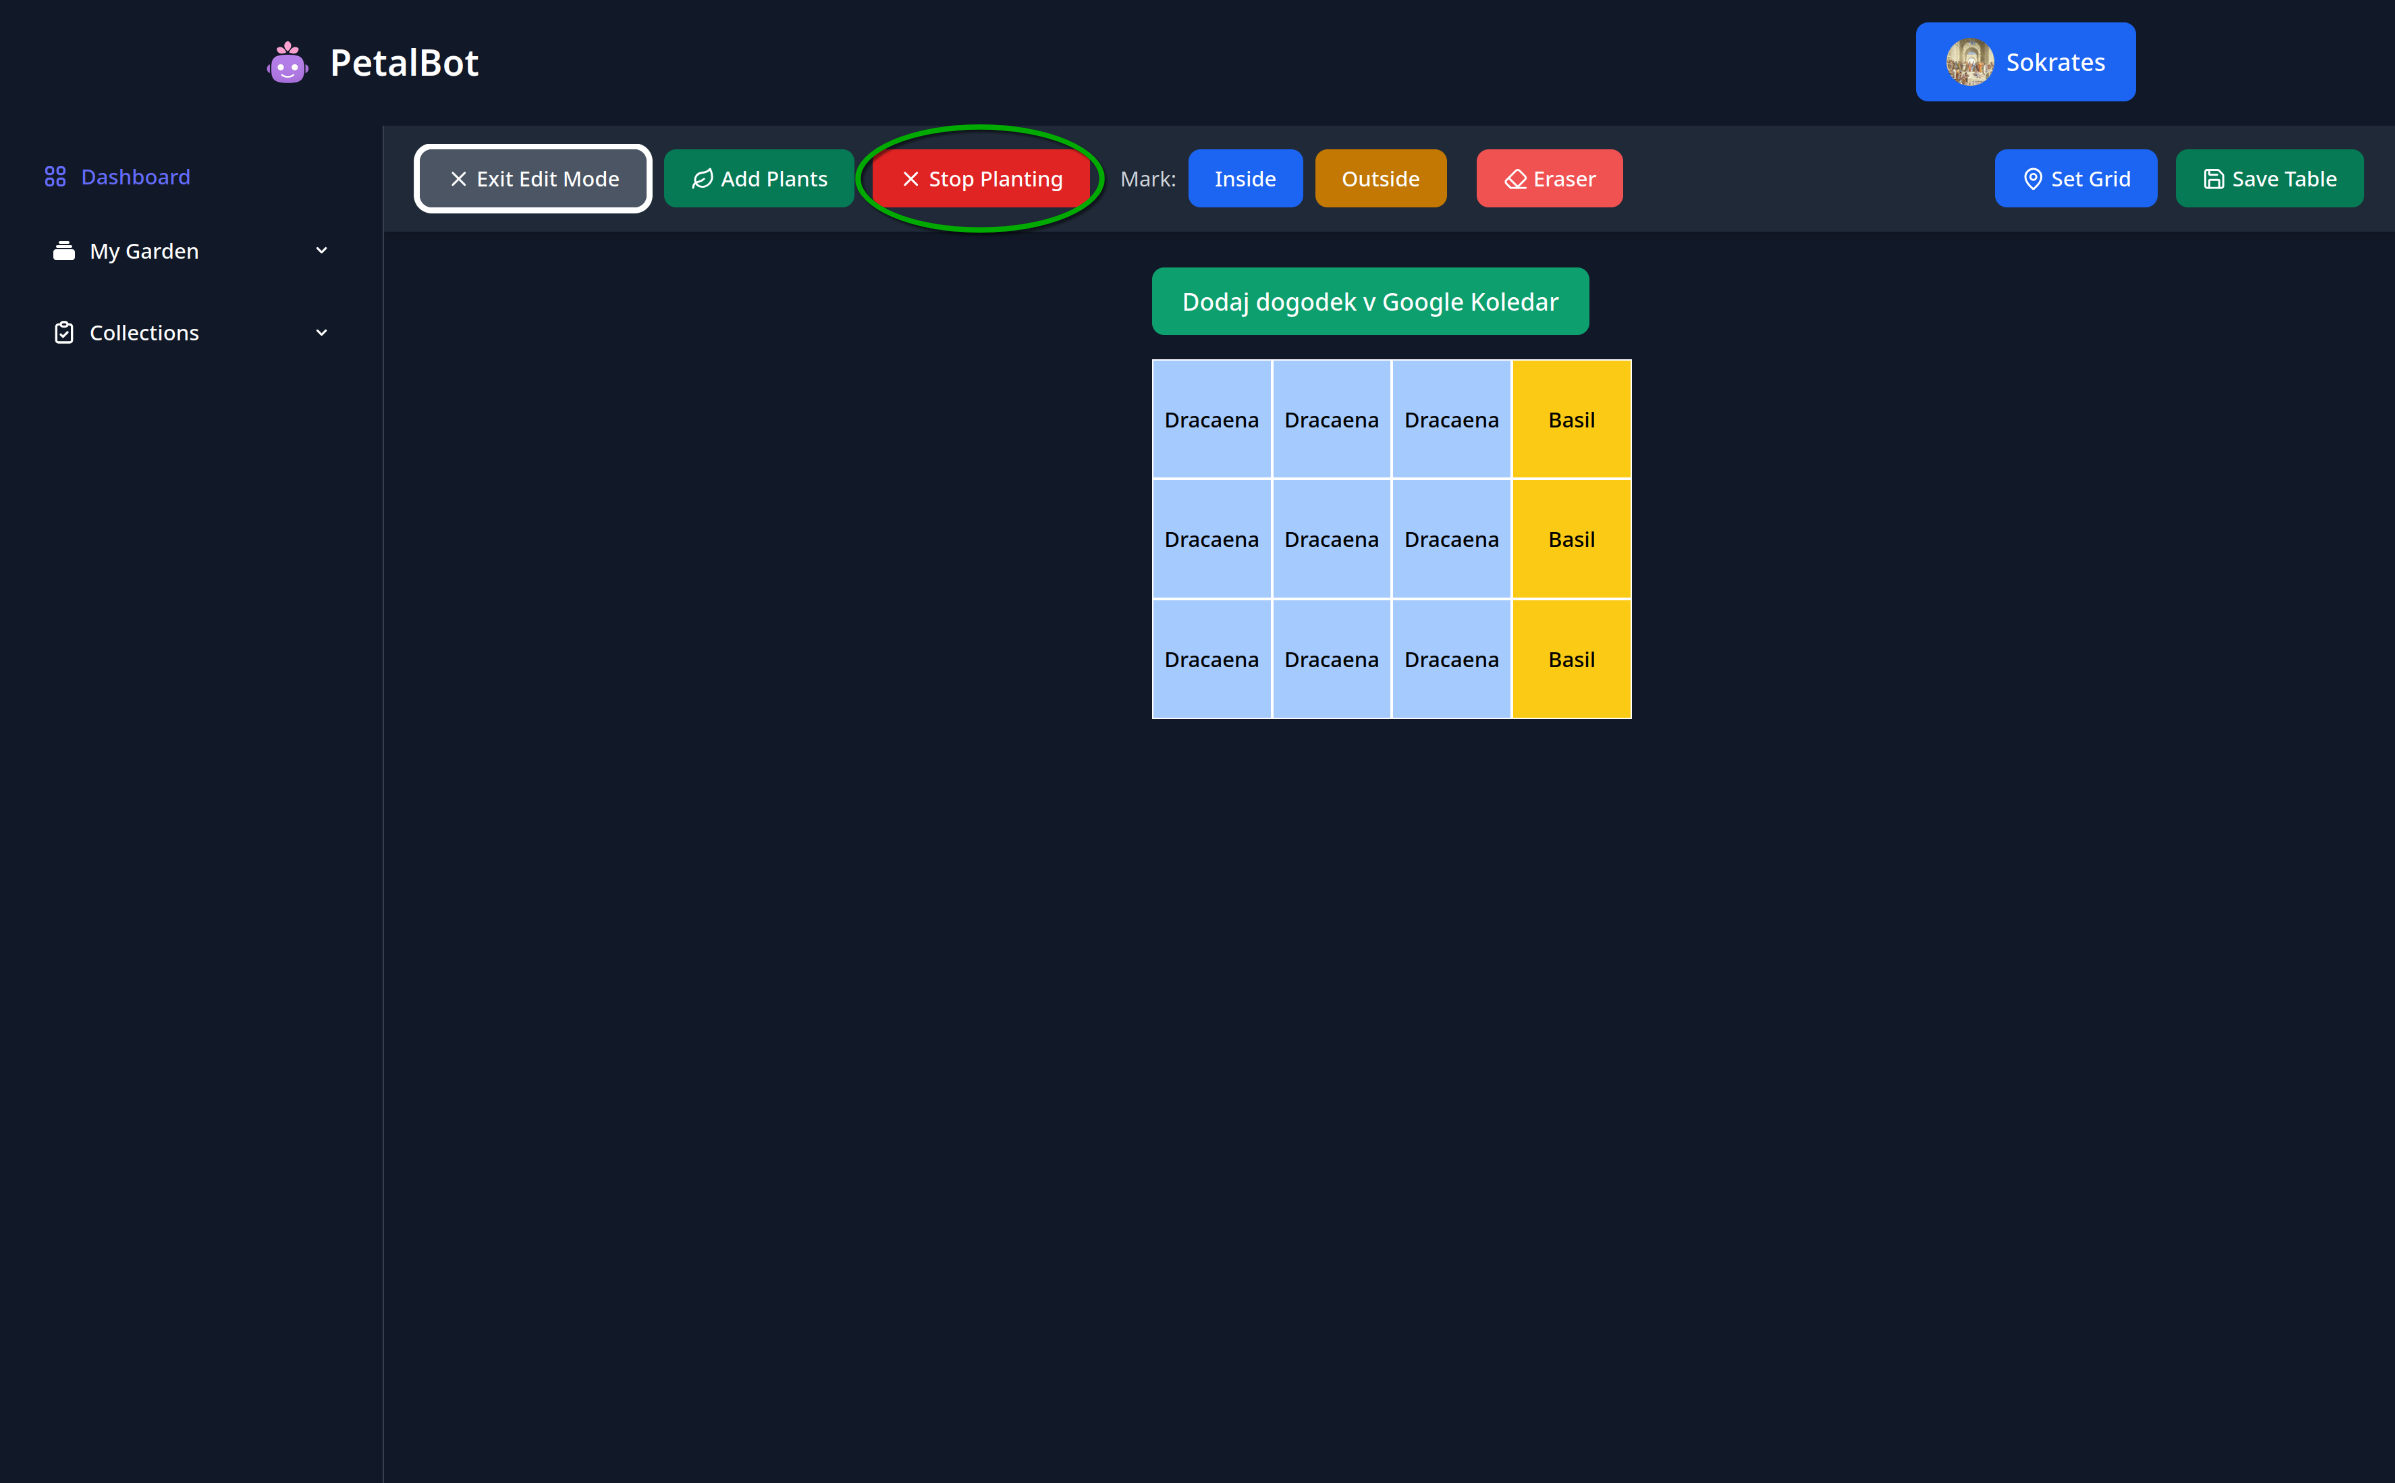 PetalBot
Sokrates
Dashboard
My Garden
Collections
Exit Edit Mode
Add Plants
Stop Planting
Mark:
Inside
Outside
Eraser
Set Grid
Save Table
Dodaj dogodek v Google Koledar
Dracaena Dracaena Dracaena Basil
Dracaena Dracaena Dracaena Basil
Dracaena Dracaena Dracaena Basil